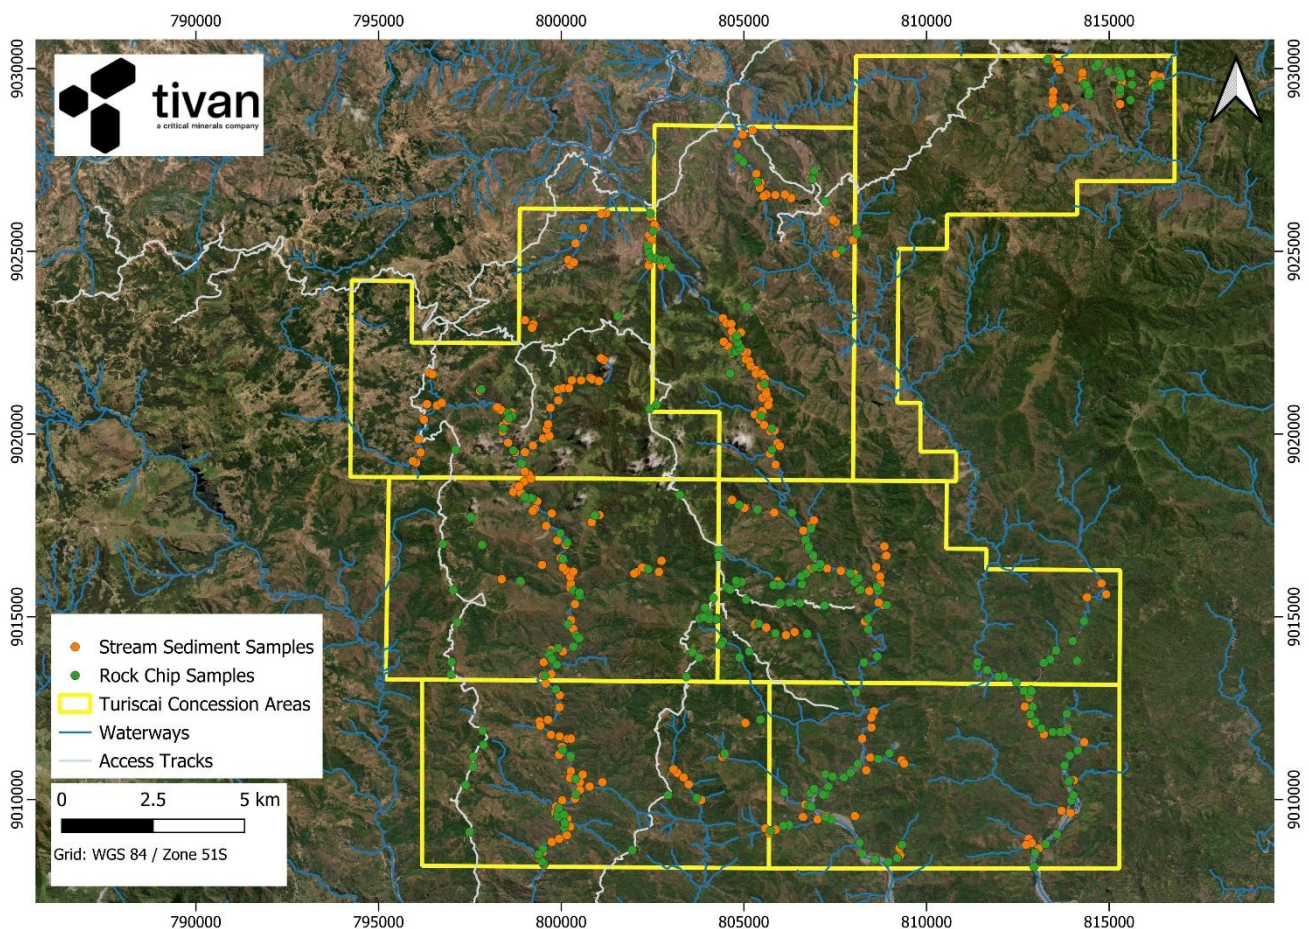 790000 795000 800000 805000 810000 815000
9030000
9030000
tivan
a critical minerals company
9025000
9025000
9020000
9020000
9015000
9015000
Stream Sediment Samples
Rock Chip Samples
Turiscai Concession Areas
Waterways
Access Tracks
0 2.5 5 km
9010000
9010000
Grid: WGS 84 / Zone 51S
790000 795000 800000 805000 810000 815000